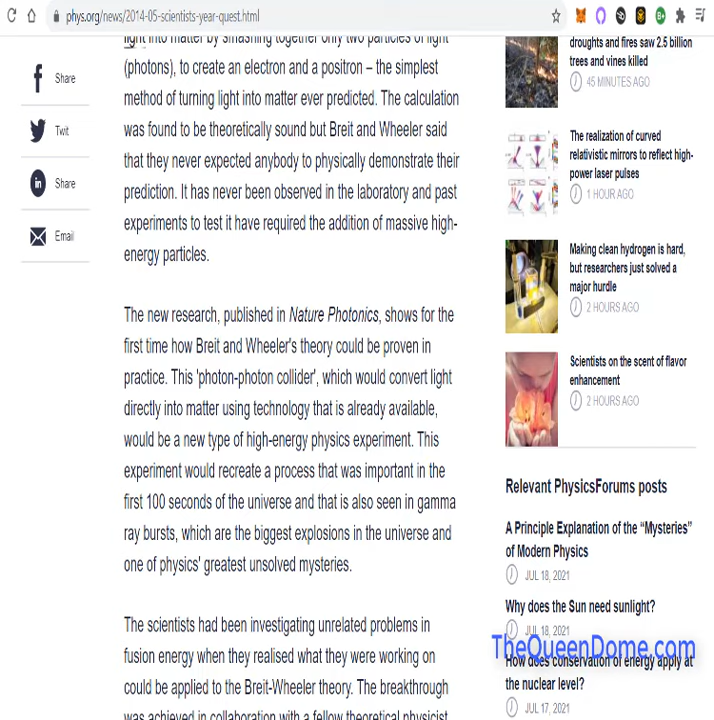 phys.org/news/2014-05-scientists-year-quest.html
light into matter by smashing together only two particles of light
(photons), to create an electron and a positron – the simplest
method of turning light into matter ever predicted. The calculation
was found to be theoretically sound but Breit and Wheeler said
that they never expected anybody to physically demonstrate their
prediction. It has never been observed in the laboratory and past
experiments to test it have required the addition of massive high-
energy particles.
The new research, published in Nature Photonics, shows for the
first time how Breit and Wheeler's theory could be proven in
practice. This 'photon-photon collider', which would convert light
directly into matter using technology that is already available,
would be a new type of high-energy physics experiment. This
experiment would recreate a process that was important in the
first 100 seconds of the universe and that is also seen in gamma
ray bursts, which are the biggest explosions in the universe and
one of physics' greatest unsolved mysteries.
The scientists had been investigating unrelated problems in
fusion energy when they realised what they were working on
could be applied to the Breit-Wheeler theory. The breakthrough
was achieved in collaboration with a fellow theoretical physicist
Share
Twit
Share
Email
droughts and fires saw 2.5 billion
trees and vines killed
45 MINUTES AGO
The realization of curved
relativistic mirrors to reflect high-
power laser pulses
1 HOUR AGO
Making clean hydrogen is hard,
but researchers just solved a
major hurdle
2 HOURS AGO
Scientists on the scent of flavor
enhancement
2 HOURS AGO
Relevant PhysicsForums posts
A Principle Explanation of the “Mysteries”
of Modern Physics
JUL 18, 2021
Why does the Sun need sunlight?
JUL 18, 2021
TheQueenDome.com
How does conservation of energy apply at
the nuclear level?
JUL 17, 2021